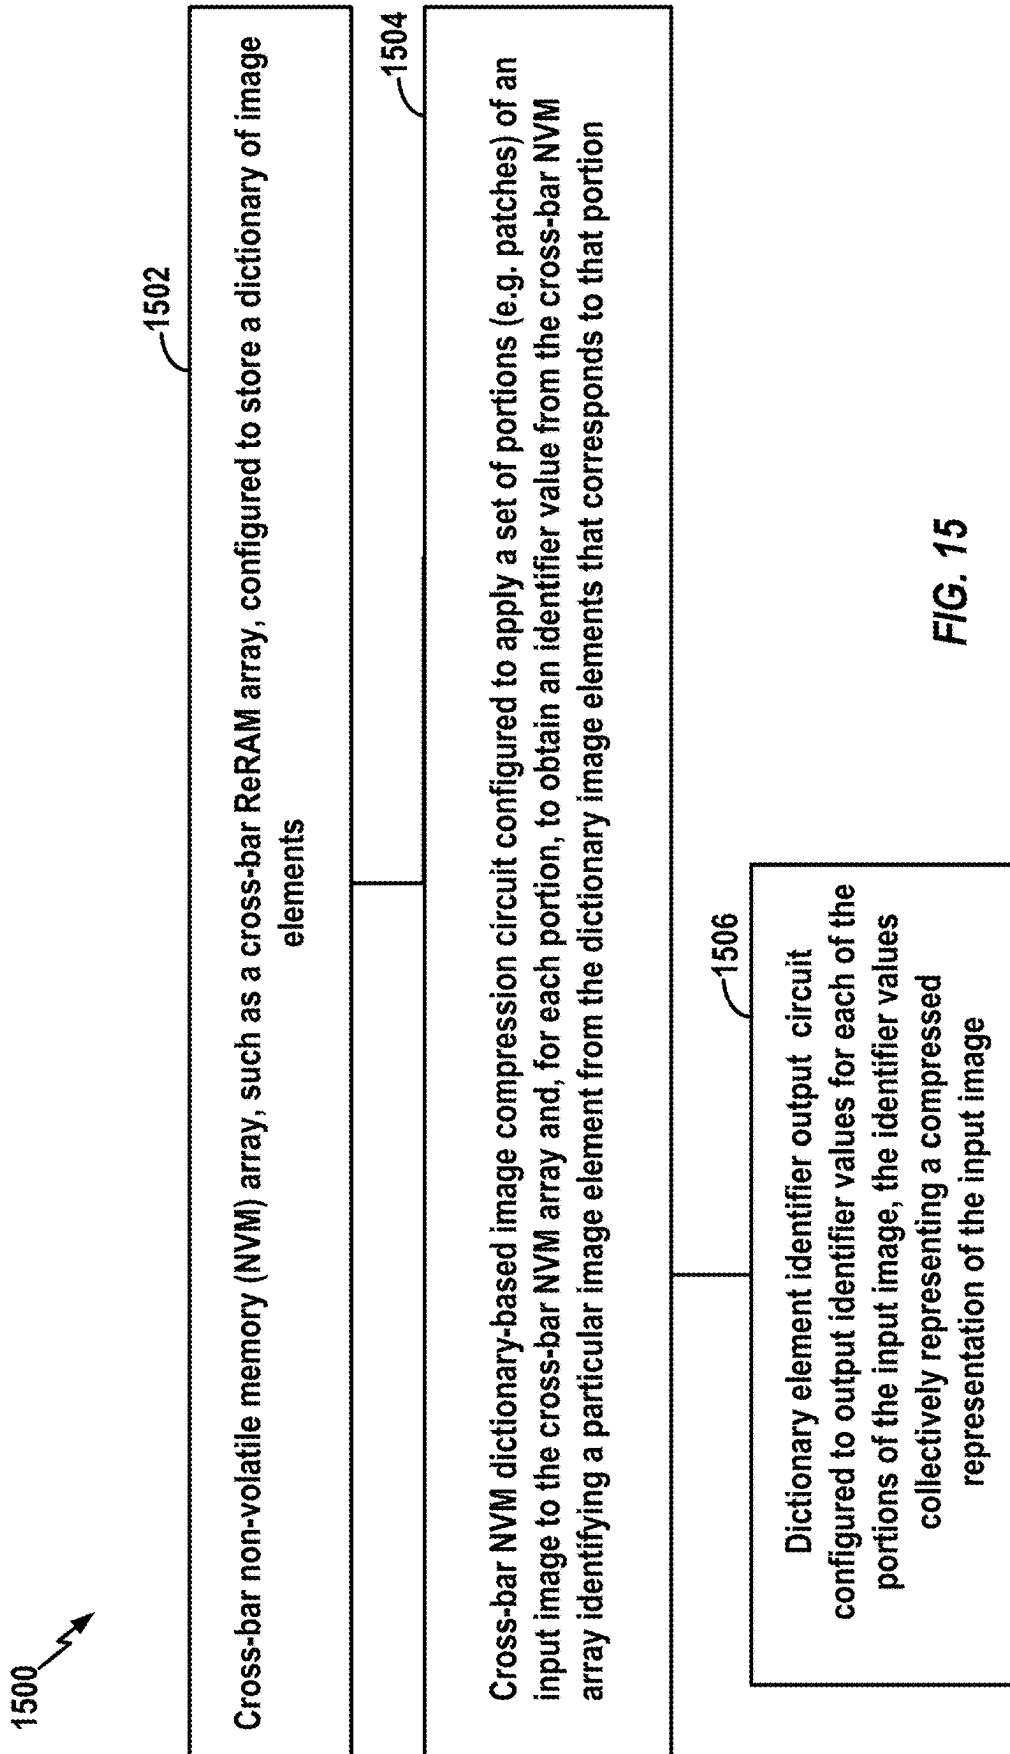 1500
1502
Cross-bar non-volatile memory (NVM) array, such as a cross-bar ReRAM array, configured to store a dictionary of image
elements
1504
Cross-bar NVM dictionary-based image compression circuit configured to apply a set of portions (e.g. patches) of an
input image to the cross-bar NVM array and, for each portion, to obtain an identifier value from the cross-bar NVM
array identifying a particular image element from the dictionary image elements that corresponds to that portion
1506
Dictionary element identifier output circuit
configured to output identifier values for each of the
portions of the input image, the identifier values
collectively representing a compressed
representation of the input image
FIG. 15